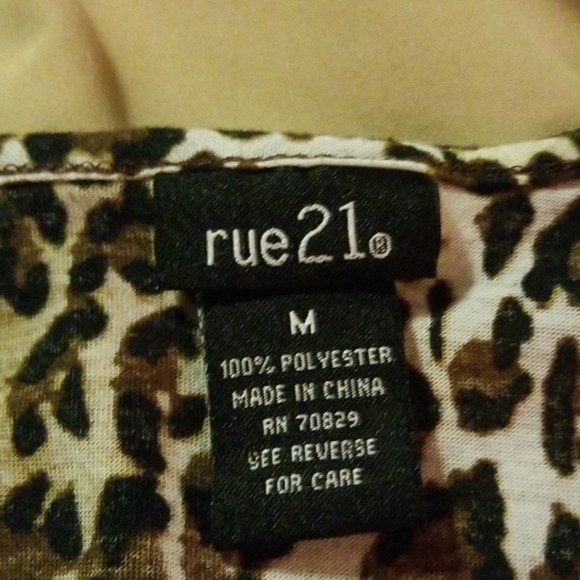 rue21®
M
100% POLYESTER
MADE IN CHINA
RN 70829
SEE REVERSE
FOR CARE